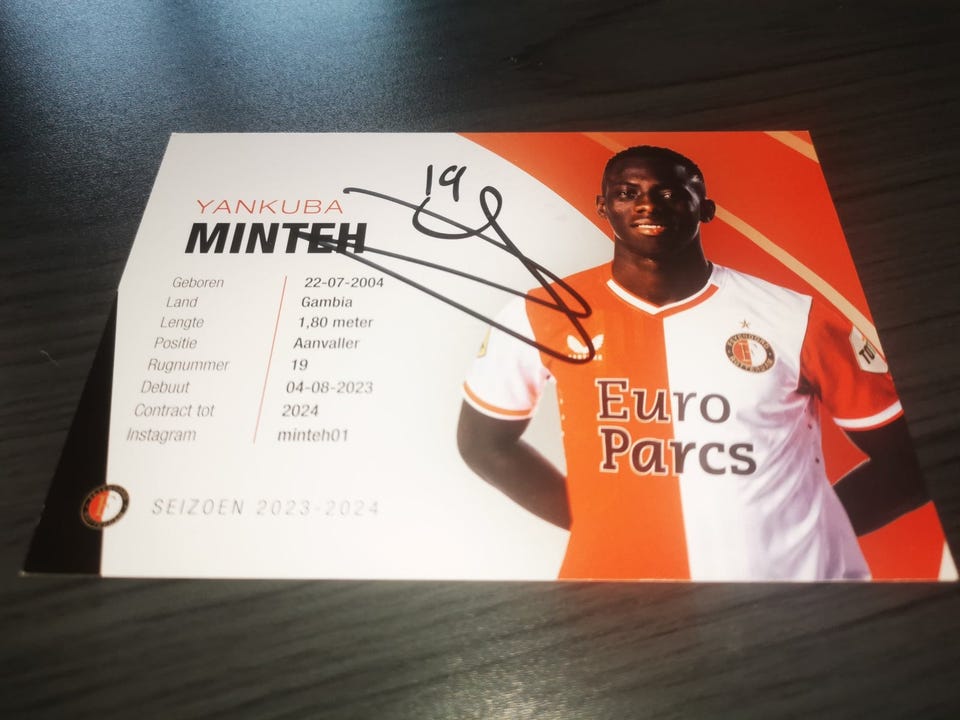 19
YANKUBA
MINTEH
Geboren 22-07-2004
Land Gambia
Lengte 1,80 meter
Positie Aanvaller
Rugnummer 19
Debuut 04-08-2023
Contract tot 2024
Instagram minteh01
SEIZOEN 2023-2024
Euro
Parcs